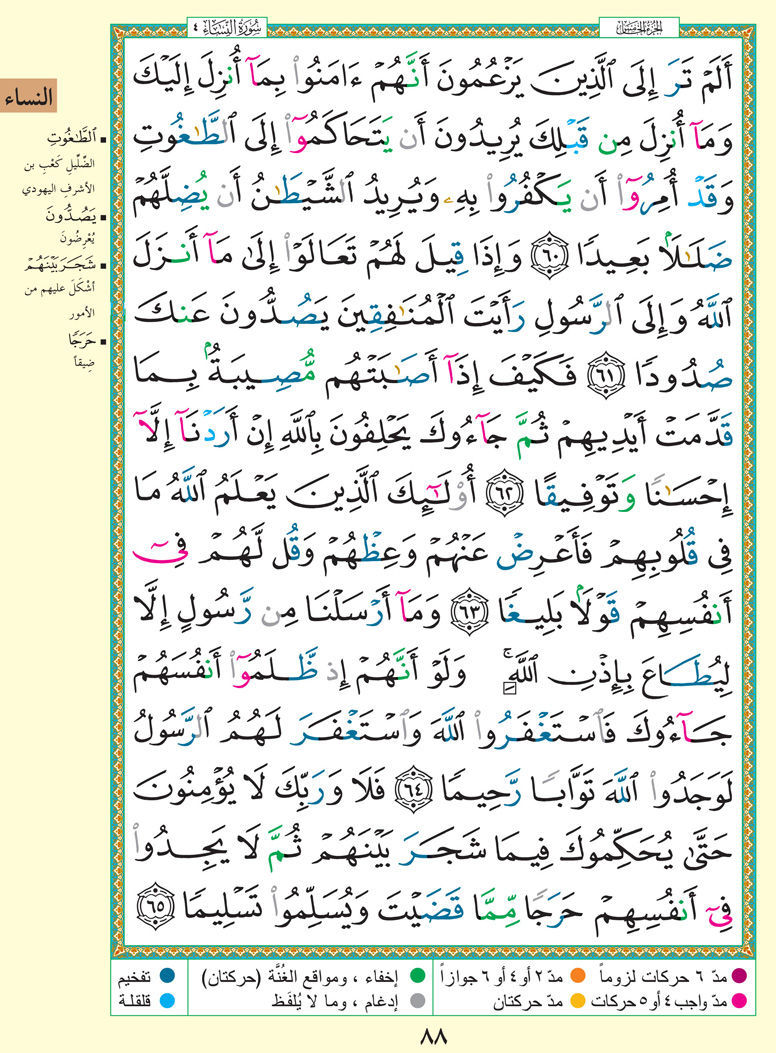 سُورَةُ النِّسَاءِ ٤
الجُزءُ الخَامِسُ
أَلَمْ تَرَ إِلَى ٱلَّذِينَ يَزْعُمُونَ أَنَّهُمْ ءَامَنُوا۟ بِمَآ أُنزِلَ إِلَيْكَ
وَمَآ أُنزِلَ مِن قَبْلِكَ يُرِيدُونَ أَن يَتَحَاكَمُوٓا۟ إِلَى ٱلطَّٰغُوتِ
وَقَدْ أُمِرُوٓا۟ أَن يَكْفُرُوا۟ بِهِۦ وَيُرِيدُ ٱلشَّيْطَٰنُ أَن يُضِلَّهُمْ
ضَلَٰلَۢا بَعِيدًا ٦٠ وَإِذَا قِيلَ لَهُمْ تَعَالَوْا۟ إِلَىٰ مَآ أَنزَلَ
ٱللَّهُ وَإِلَى ٱلرَّسُولِ رَأَيْتَ ٱلْمُنَٰفِقِينَ يَصُدُّونَ عَنكَ
صُدُودًا ٦١ فَكَيْفَ إِذَآ أَصَٰبَتْهُم مُّصِيبَةٌۢ بِمَا
قَدَّمَتْ أَيْدِيهِمْ ثُمَّ جَآءُوكَ يَحْلِفُونَ بِٱللَّهِ إِنْ أَرَدْنَآ إِلَّآ
إِحْسَٰنًا وَتَوْفِيقًا ٦٢ أُو۟لَٰٓئِكَ ٱلَّذِينَ يَعْلَمُ ٱللَّهُ مَا
فِى قُلُوبِهِمْ فَأَعْرِضْ عَنْهُمْ وَعِظْهُمْ وَقُل لَّهُمْ فِىٓ
أَنفُسِهِمْ قَوْلَۢا بَلِيغًا ٦٣ وَمَآ أَرْسَلْنَا مِن رَّسُولٍ إِلَّا
لِيُطَاعَ بِإِذْنِ ٱللَّهِ ۚ وَلَوْ أَنَّهُمْ إِذ ظَّلَمُوٓا۟ أَنفُسَهُمْ
جَآءُوكَ فَٱسْتَغْفَرُوا۟ ٱللَّهَ وَٱسْتَغْفَرَ لَهُمُ ٱلرَّسُولُ
لَوَجَدُوا۟ ٱللَّهَ تَوَّابًا رَّحِيمًا ٦٤ فَلَا وَرَبِّكَ لَا يُؤْمِنُونَ
حَتَّىٰ يُحَكِّمُوكَ فِيمَا شَجَرَ بَيْنَهُمْ ثُمَّ لَا يَجِدُوا۟
فِىٓ أَنفُسِهِمْ حَرَجًا مِّمَّا قَضَيْتَ وَيُسَلِّمُوا۟ تَسْلِيمًا ٦٥
النساء
ٱلطَّٰغُوتِ
الضِّلّيلِ كَعْبِ بن
الأشرفِ اليهودي
يَصُدُّونَ
يُعْرِضُونَ
شَجَرَ بَيْنَهُمْ
أشْكَلَ عليهم من
الأمور
حَرَجًا
ضِيقاً
مدّ ٦ حركات لزوماً
مدّ ٢ أو ٤ أو ٦ جوازاً
إخفاء ، ومواقع الغُنَّة (حركتان)
تفخيم
مدّ واجب ٤ أو ٥ حركات
مدّ حركتان
إدغام ، وما لا يُلفَظ
قلقلة
٨٨